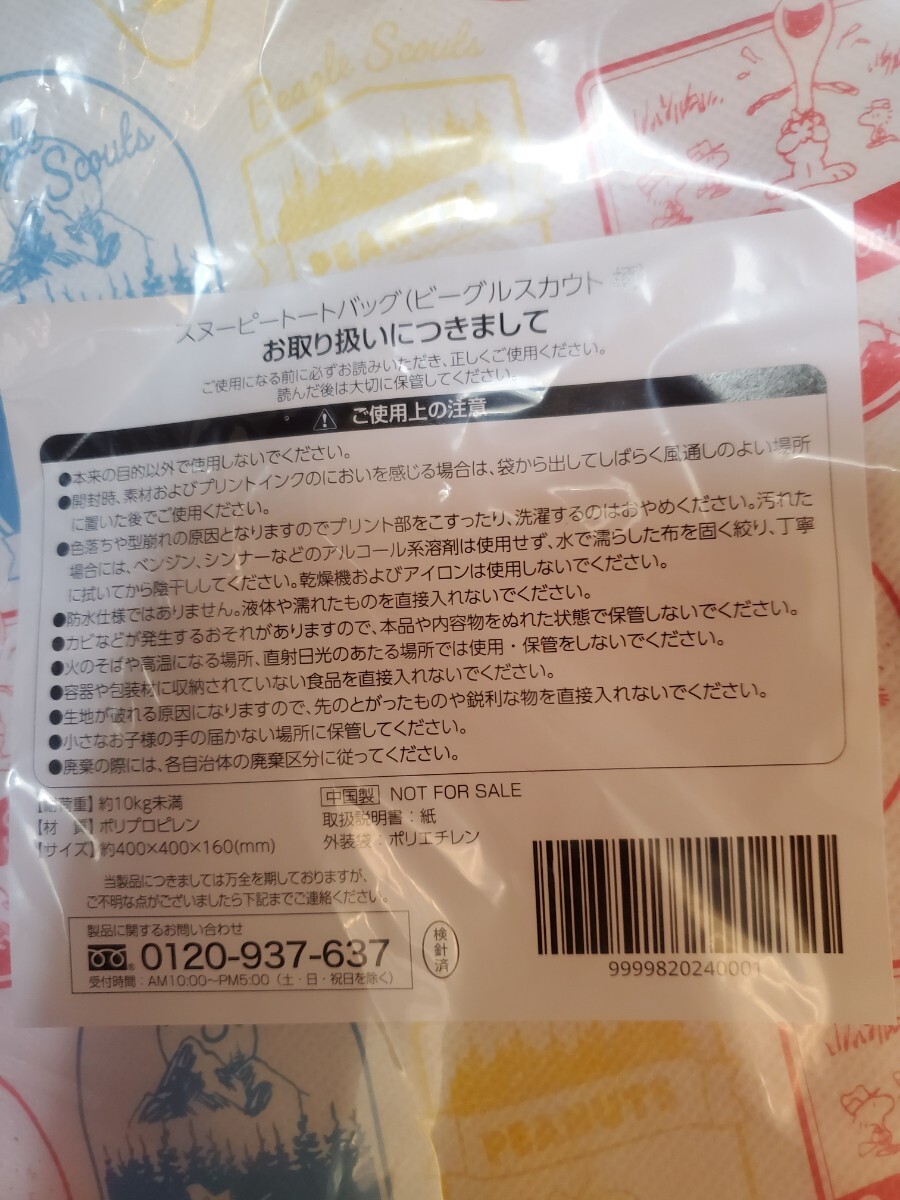 Beagle Scouts
Scouts
PEANUTS
スヌーピートートバッグ(ビーグルスカウト
お取り扱いにつきまして
ご使用になる前に必ずお読みいただき、正しくご使用ください。
読んだ後は大切に保管してください。
ご使用上の注意
●本来の目的以外で使用しないでください。
●開封時、素材およびプリントインクのにおいを感じる場合は、袋から出してしばらく風通しのよい場所
に置いた後でご使用ください。
●色落ちや型崩れの原因となりますのでプリント部をこすったり、洗濯するのはおやめください。汚れた
場合には、ベンジン、シンナーなどのアルコール系溶剤は使用せず、水で濡らした布を固く絞り、丁寧
に拭いてから陰干ししてください。乾燥機およびアイロンは使用しないでください。
●防水仕様ではありません。液体や濡れたものを直接入れないでください。
●カビなどが発生するおそれがありますので、本品や内容物をぬれた状態で保管しないでください。
●火のそばや高温になる場所、直射日光のあたる場所では使用・保管をしないでください。
●容器や包装材に収納されていない食品を直接入れないでください。
●生地が破れる原因になりますので、先のとがったものや鋭利な物を直接入れないでください。
●小さなお子様の手の届かない場所に保管してください。
●廃棄の際には、各自治体の廃棄区分に従ってください。
荷重】約10kg未満
【材 質】ポリプロピレン
【サイズ】約400×400×160(mm)
中国製 NOT FOR SALE
取扱説明書：紙
外装袋：ポリエチレン
当製品につきましては万全を期しておりますが、
ご不明な点がございましたら下記までご連絡ください。
製品に関するお問い合わせ
0120-937-637
受付時間：AM10:00〜PM5:00（土・日・祝日を除く）
検針済
9999820240001
PEANUTS